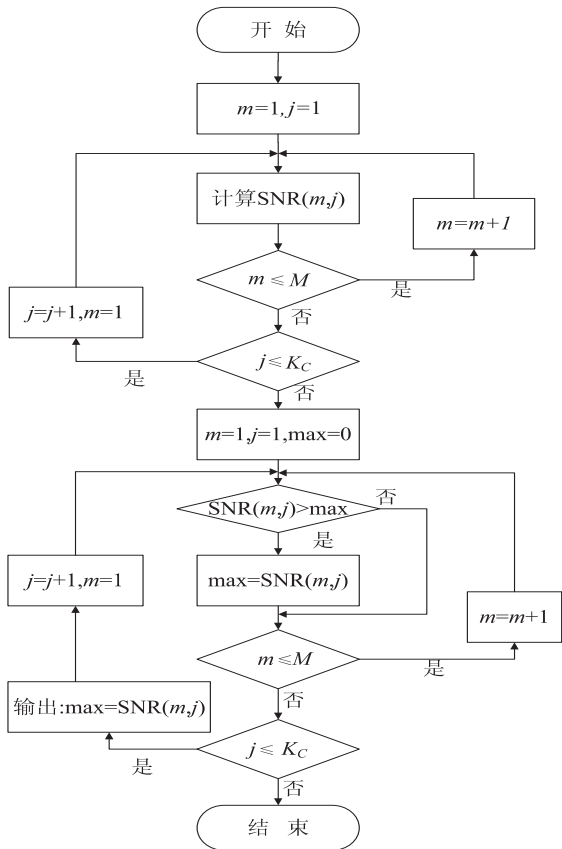 开 始
m=1,j=1
计算SNR(m,j)
m=m+1
m≤M
是
否
j=j+1,m=1
j≤K_C
是
否
m=1,j=1,max=0
SNR(m,j)>max
否
是
j=j+1,m=1
max=SNR(m,j)
m=m+1
m≤M
是
否
输出:max=SNR(m,j)
j≤K_C
是
否
结 束